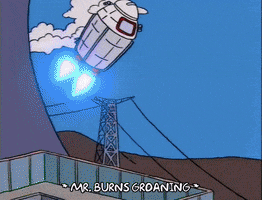 * MR. BURNS GROANING *